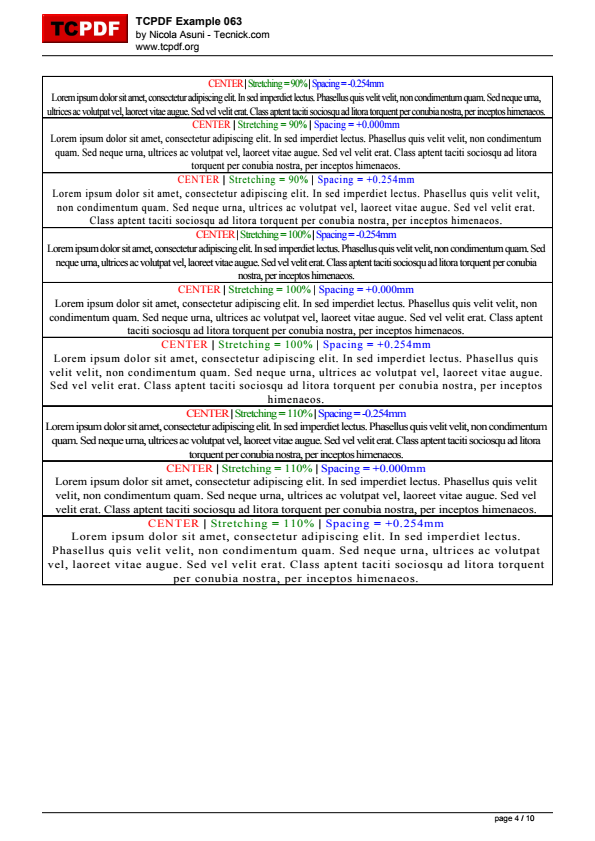 TCPDF
TCPDF Example 063
by Nicola Asuni - Tecnick.com
www.tcpdf.org
CENTER | Stretching = 90% | Spacing = -0.254mm
Lorem ipsum dolor sit amet, consectetur adipiscing elit. In sed imperdiet lectus. Phasellus quis velit velit, non condimentum quam. Sed neque urna,
ultrices ac volutpat vel, laoreet vitae augue. Sed vel velit erat. Class aptent taciti sociosqu ad litora torquent per conubia nostra, per inceptos himenaeos.
CENTER | Stretching = 90% | Spacing = +0.000mm
Lorem ipsum dolor sit amet, consectetur adipiscing elit. In sed imperdiet lectus. Phasellus quis velit velit, non condimentum
quam. Sed neque urna, ultrices ac volutpat vel, laoreet vitae augue. Sed vel velit erat. Class aptent taciti sociosqu ad litora
torquent per conubia nostra, per inceptos himenaeos.
CENTER | Stretching = 90% | Spacing = +0.254mm
Lorem ipsum dolor sit amet, consectetur adipiscing elit. In sed imperdiet lectus. Phasellus quis velit velit,
non condimentum quam. Sed neque urna, ultrices ac volutpat vel, laoreet vitae augue. Sed vel velit erat.
Class aptent taciti sociosqu ad litora torquent per conubia nostra, per inceptos himenaeos.
CENTER | Stretching = 100% | Spacing = -0.254mm
Lorem ipsum dolor sit amet, consectetur adipiscing elit. In sed imperdiet lectus. Phasellus quis velit velit, non condimentum quam. Sed
neque urna, ultrices ac volutpat vel, laoreet vitae augue. Sed vel velit erat. Class aptent taciti sociosqu ad litora torquent per conubia
nostra, per inceptos himenaeos.
CENTER | Stretching = 100% | Spacing = +0.000mm
Lorem ipsum dolor sit amet, consectetur adipiscing elit. In sed imperdiet lectus. Phasellus quis velit velit, non
condimentum quam. Sed neque urna, ultrices ac volutpat vel, laoreet vitae augue. Sed vel velit erat. Class aptent
taciti sociosqu ad litora torquent per conubia nostra, per inceptos himenaeos.
CENTER | Stretching = 100% | Spacing = +0.254mm
Lorem ipsum dolor sit amet, consectetur adipiscing elit. In sed imperdiet lectus. Phasellus quis
velit velit, non condimentum quam. Sed neque urna, ultrices ac volutpat vel, laoreet vitae augue.
Sed vel velit erat. Class aptent taciti sociosqu ad litora torquent per conubia nostra, per inceptos
himenaeos.
CENTER | Stretching = 110% | Spacing = -0.254mm
Lorem ipsum dolor sit amet, consectetur adipiscing elit. In sed imperdiet lectus. Phasellus quis velit velit, non condimentum
quam. Sed neque urna, ultrices ac volutpat vel, laoreet vitae augue. Sed vel velit erat. Class aptent taciti sociosqu ad litora
torquent per conubia nostra, per inceptos himenaeos.
CENTER | Stretching = 110% | Spacing = +0.000mm
Lorem ipsum dolor sit amet, consectetur adipiscing elit. In sed imperdiet lectus. Phasellus quis velit
velit, non condimentum quam. Sed neque urna, ultrices ac volutpat vel, laoreet vitae augue. Sed vel
velit erat. Class aptent taciti sociosqu ad litora torquent per conubia nostra, per inceptos himenaeos.
CENTER | Stretching = 110% | Spacing = +0.254mm
Lorem ipsum dolor sit amet, consectetur adipiscing elit. In sed imperdiet lectus.
Phasellus quis velit velit, non condimentum quam. Sed neque urna, ultrices ac volutpat
vel, laoreet vitae augue. Sed vel velit erat. Class aptent taciti sociosqu ad litora torquent
per conubia nostra, per inceptos himenaeos.
page 4 / 10